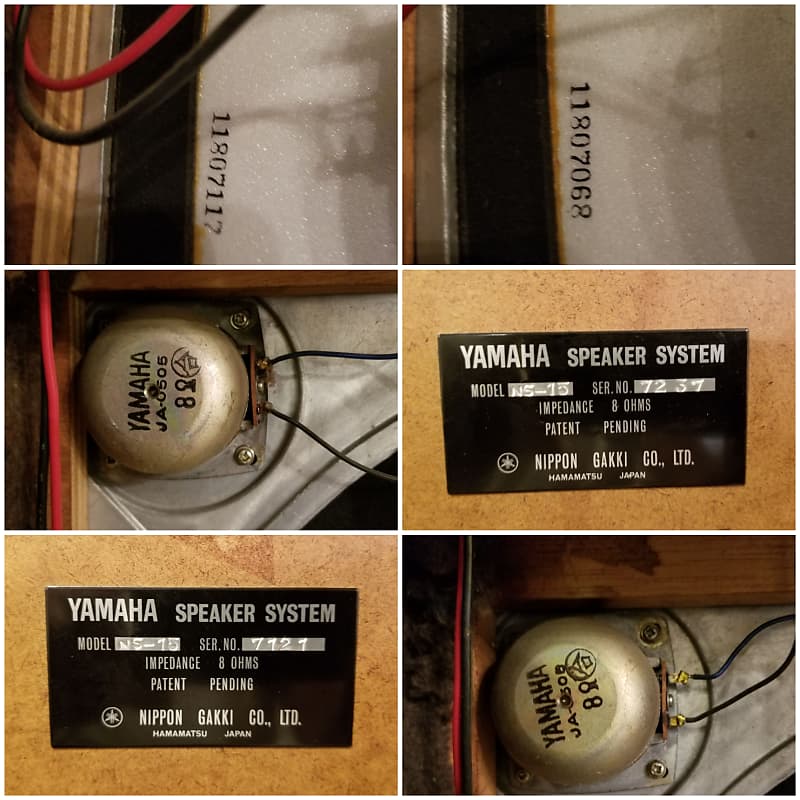 11807117
11807068
YAMAHA
JA-0505
8Ω
YAMAHA SPEAKER SYSTEM
MODEL NS-15 SER.NO. 7237
IMPEDANCE 8 OHMS
PATENT PENDING
NIPPON GAKKI CO., LTD.
HAMAMATSU JAPAN
YAMAHA SPEAKER SYSTEM
MODEL NS-15 SER.NO. 7929
IMPEDANCE 8 OHMS
PATENT PENDING
NIPPON GAKKI CO., LTD.
HAMAMATSU JAPAN
YAMAHA
JA-0505
8Ω